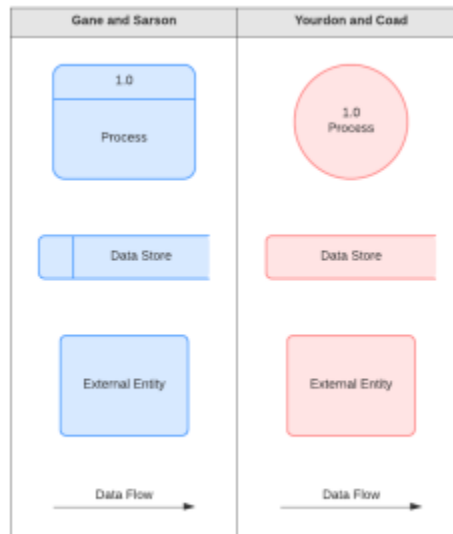 Gane and Sarson
Yourdon and Coad
1.0
Process
1.0
Process
Data Store
Data Store
External Entity
External Entity
Data Flow
Data Flow